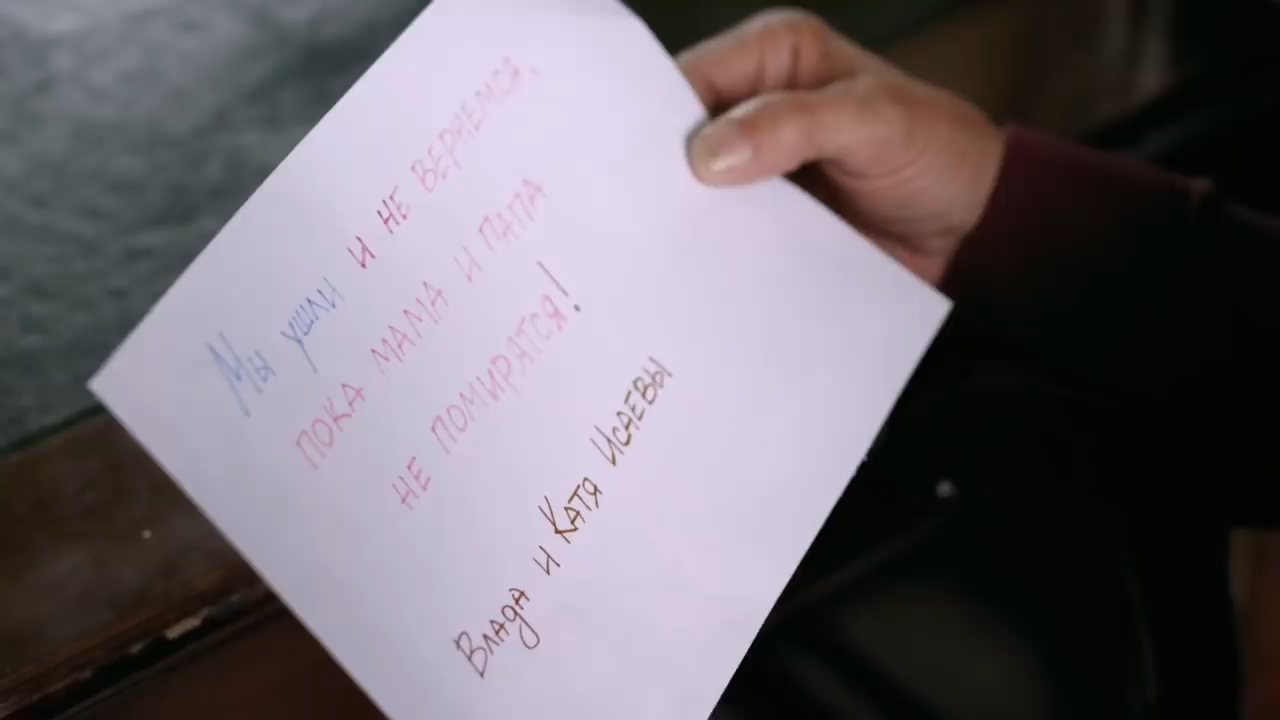 Мы ушли и не вернемся,
пока мама и папа
не помирятся!
Влада и Катя Исаевы